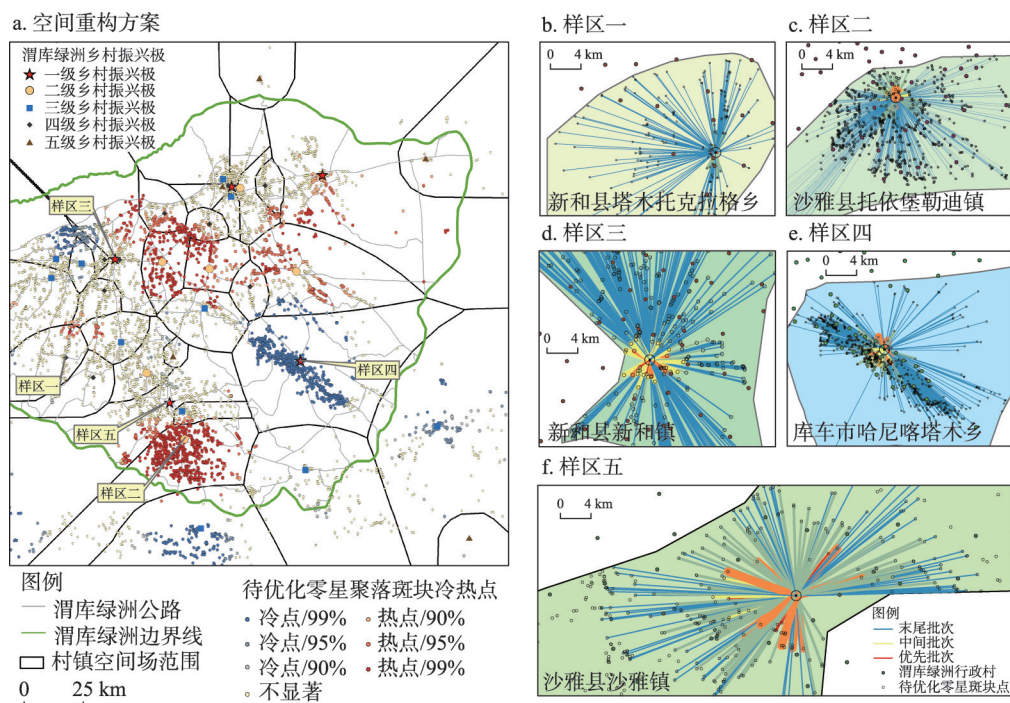 a. 空间重构方案
渭库绿洲乡村振兴极
一级乡村振兴极
二级乡村振兴极
三级乡村振兴极
四级乡村振兴极
五级乡村振兴极
样区三
样区一
样区四
样区五
样区二
图例
渭库绿洲公路
渭库绿洲边界线
村镇空间场范围
0 25 km
待优化零星聚落斑块冷热点
冷点/99% 热点/90%
冷点/95% 热点/95%
冷点/90% 热点/99%
不显著
b. 样区一
0 4 km
新和县塔木托克拉格乡
c. 样区二
0 4 km
沙雅县托依堡勒迪镇
d. 样区三
0 4 km
新和县新和镇
e. 样区四
0 4 km
库车市哈尼喀塔木乡
f. 样区五
0 4 km
沙雅县沙雅镇
图例
末尾批次
中间批次
优先批次
渭库绿洲行政村
待优化零星斑块点